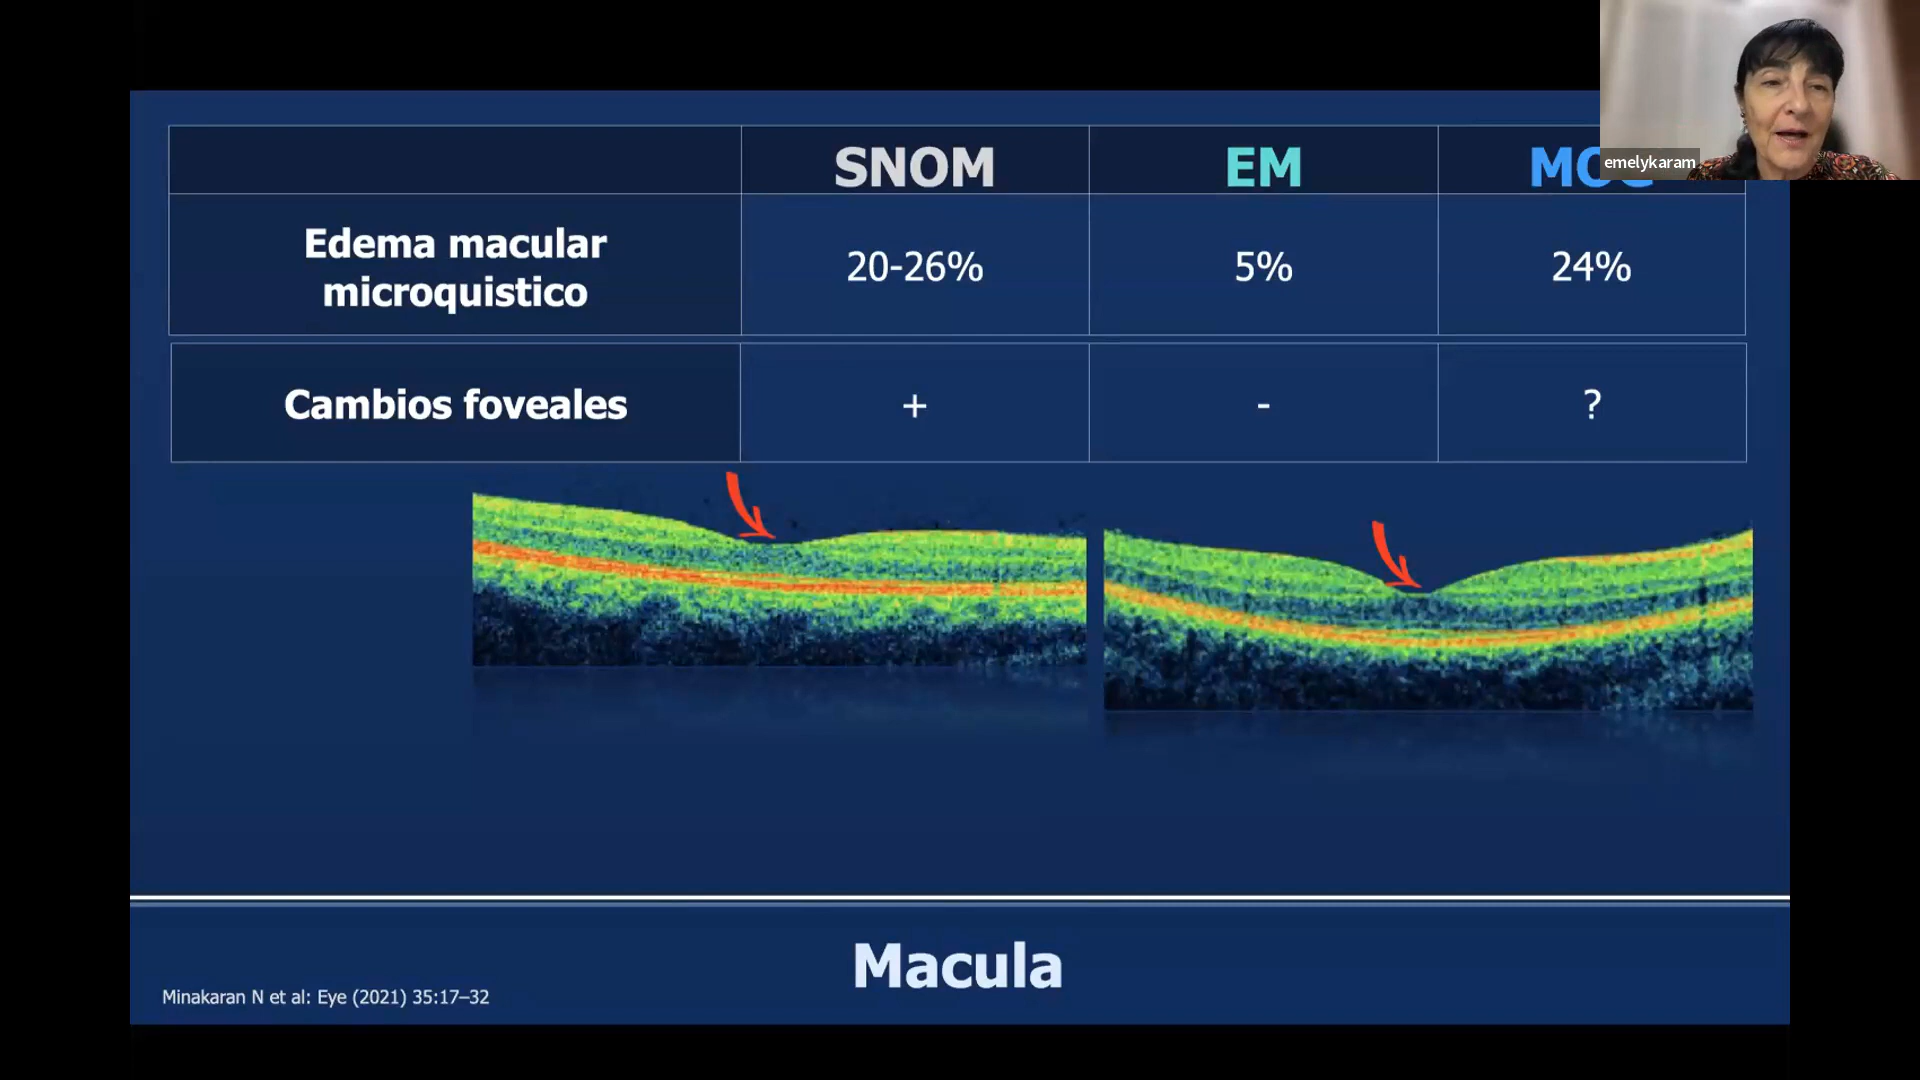 emelykaram
SNOM
EM
Edema macular
microquistico
20-26%
5%
24%
Cambios foveales
+
-
?
Macula
Minakaran N et al: Eye (2021) 35:17–32